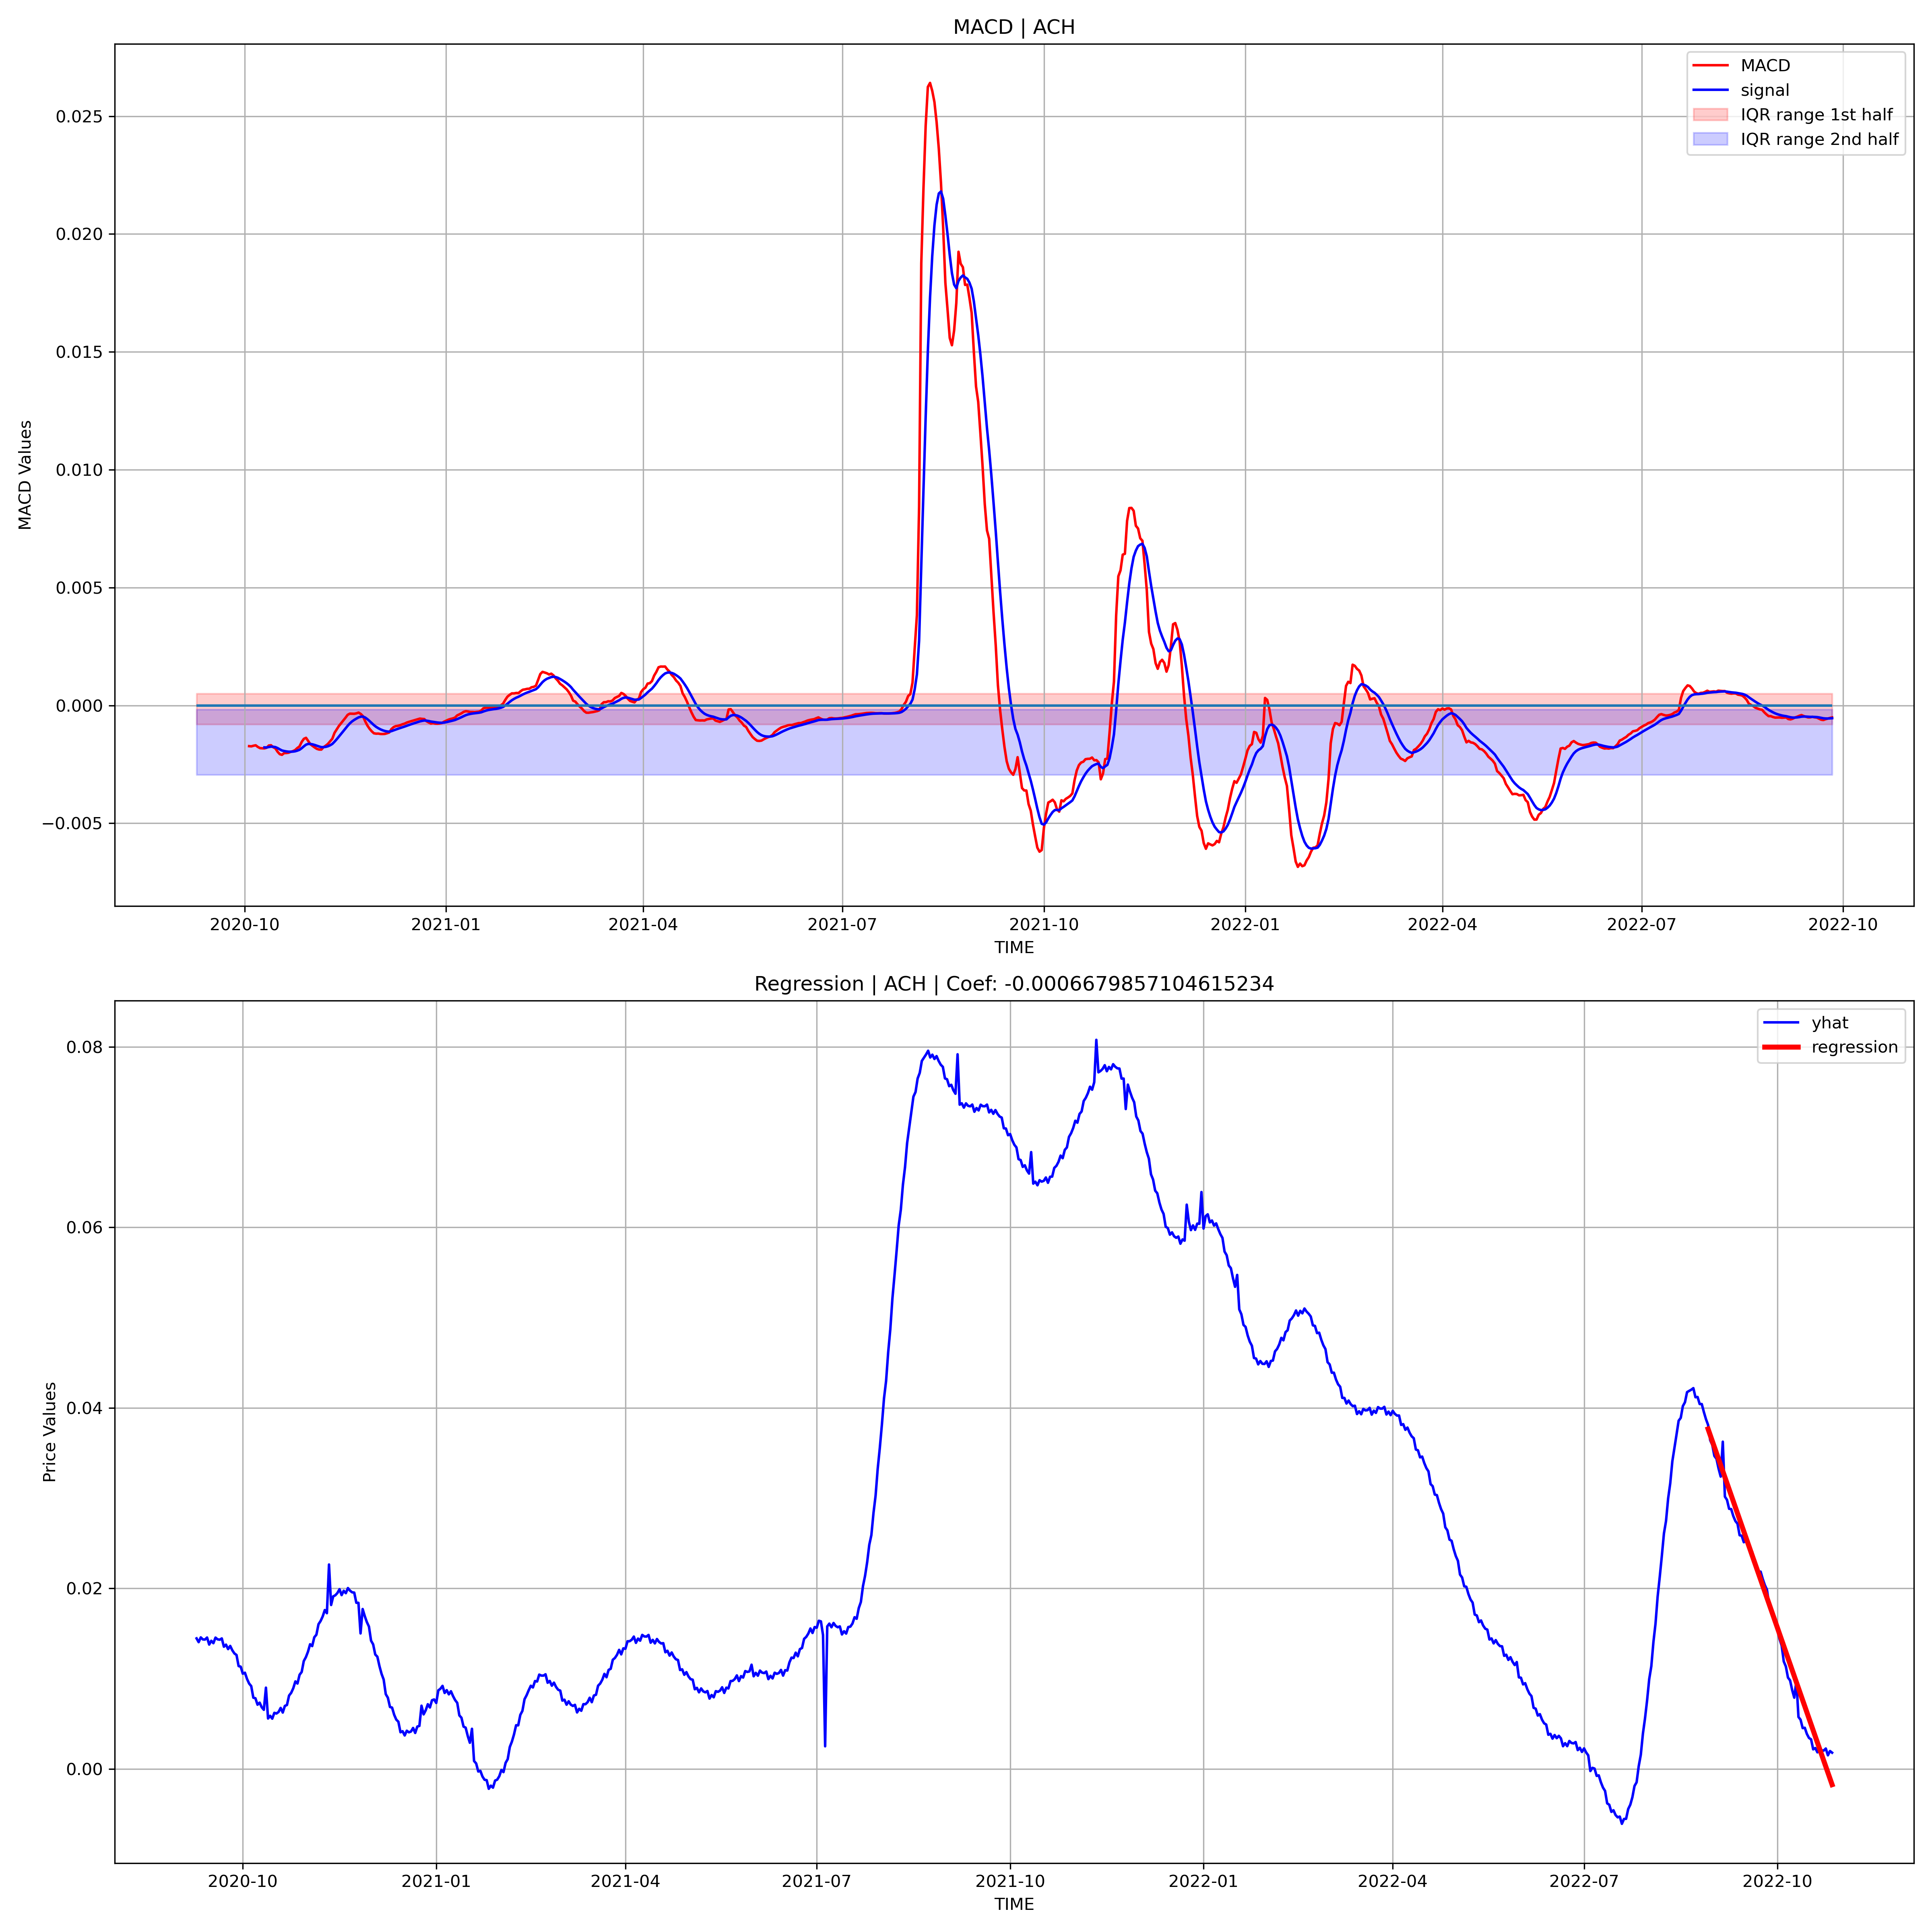 MACD | ACH
MACD
signal
IQR range 1st half
IQR range 2nd half
MACD Values
0.025
0.020
0.015
0.010
0.005
0.000
−0.005
2020-10 2021-01 2021-04 2021-07 2021-10 2022-01 2022-04 2022-07 2022-10
TIME
Regression | ACH | Coef: -0.0006679857104615234
yhat
regression
Price Values
0.08
0.06
0.04
0.02
0.00
2020-10 2021-01 2021-04 2021-07 2021-10 2022-01 2022-04 2022-07 2022-10
TIME